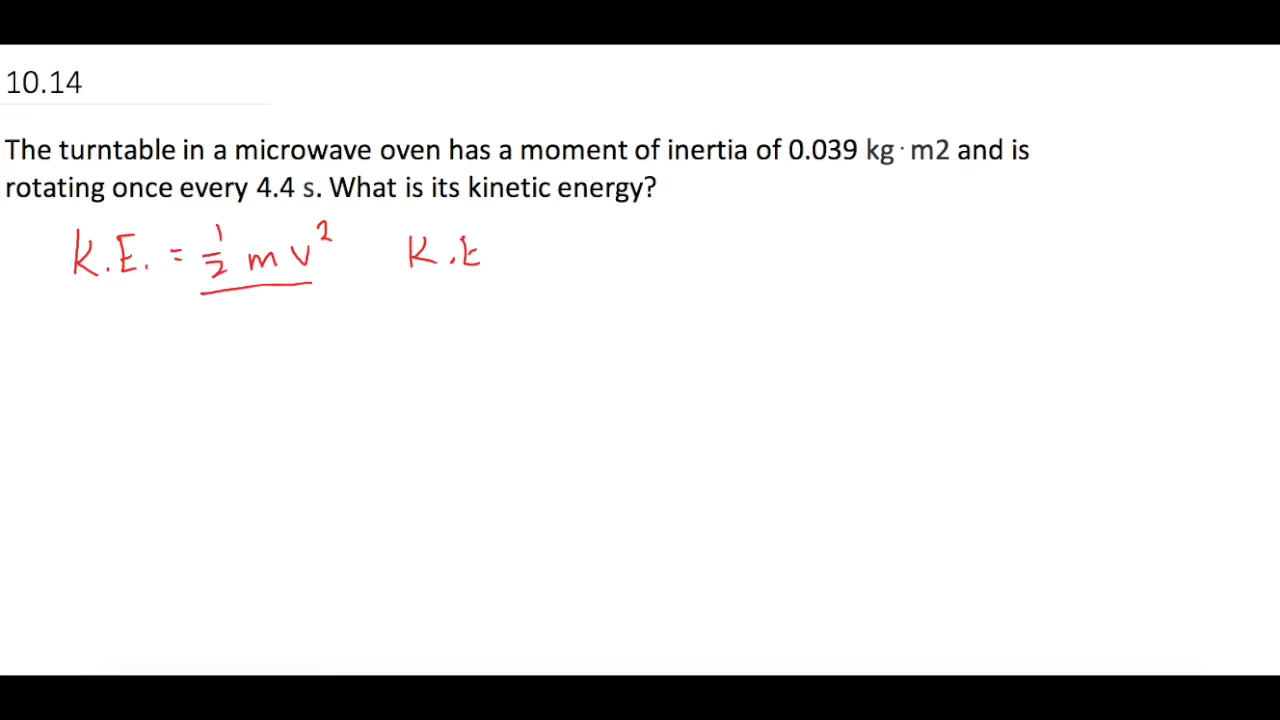 10.14
The turntable in a microwave oven has a moment of inertia of 0.039 kg · m2 and is
rotating once every 4.4 s. What is its kinetic energy?
K.E. = 1/2 m v² K.E